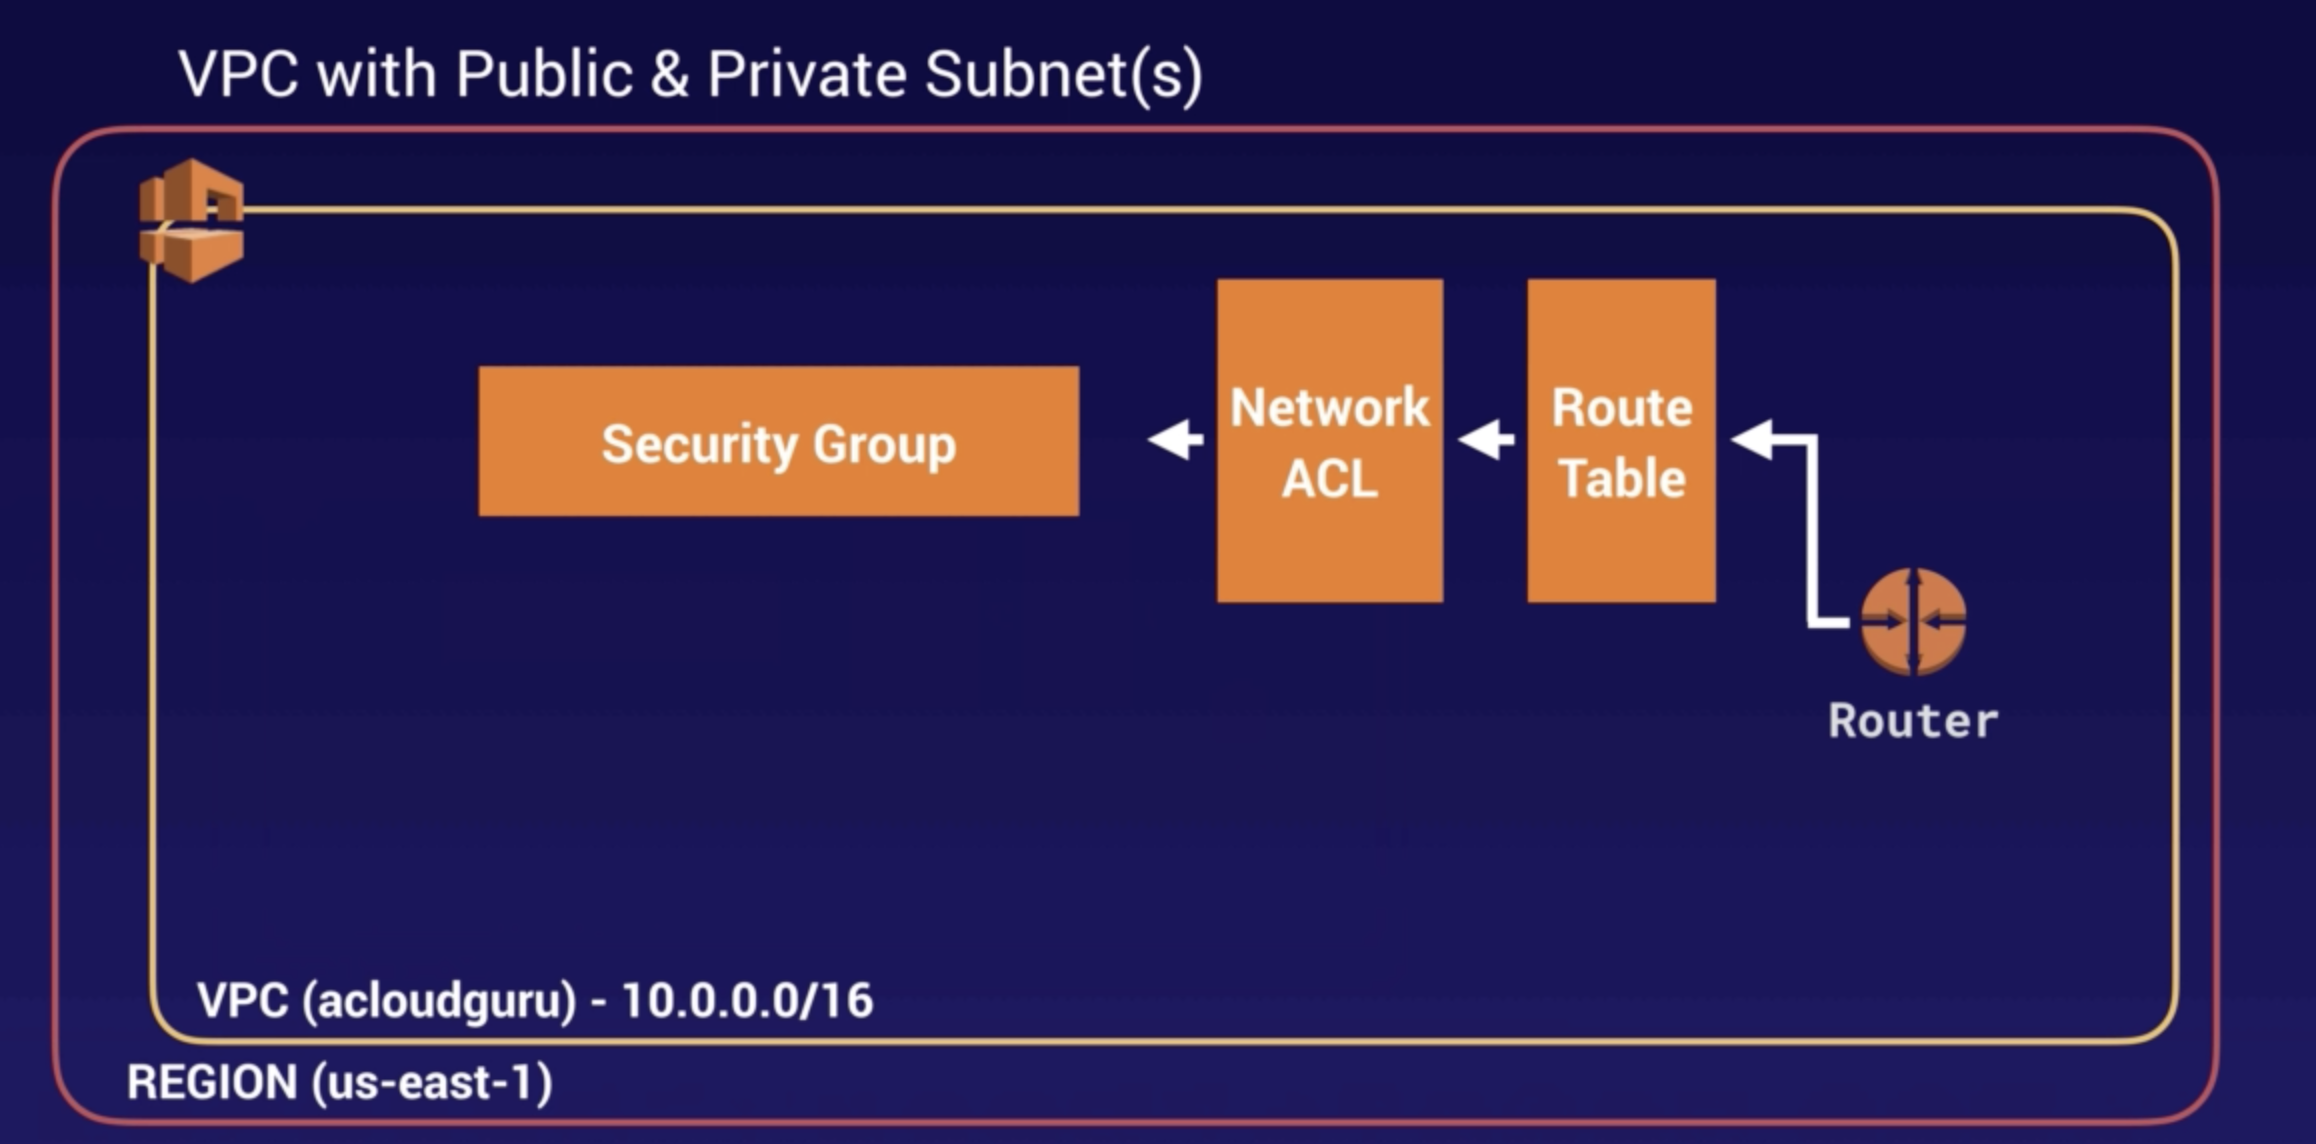 VPC with Public & Private Subnet(s)
Security Group
Network
ACL
Route
Table
Router
VPC (acloudguru) - 10.0.0.0/16
REGION (us-east-1)